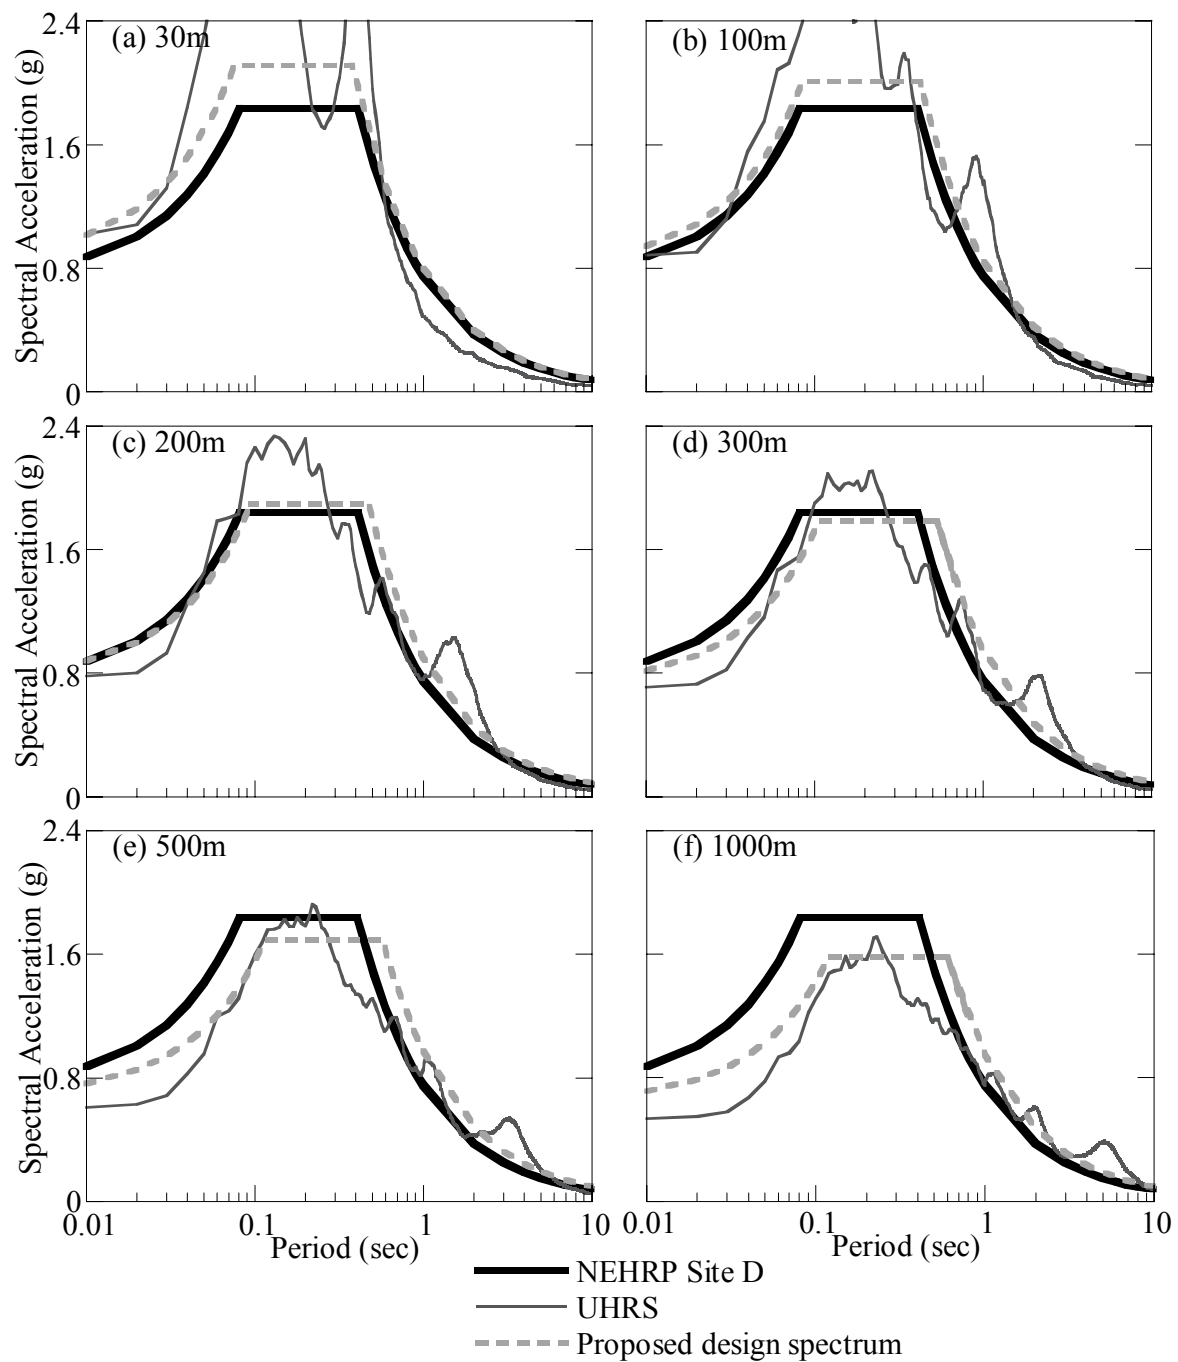 2.4
(a) 30m
(b) 100m
Spectral Acceleration (g)
1.6
0.8
0
2.4
(c) 200m
(d) 300m
Spectral Acceleration (g)
1.6
0.8
0
2.4
(e) 500m
(f) 1000m
Spectral Acceleration (g)
1.6
0.8
0
0.01 0.1 1 10
0.01 0.1 1 10
Period (sec)
Period (sec)
NEHRP Site D
UHRS
Proposed design spectrum